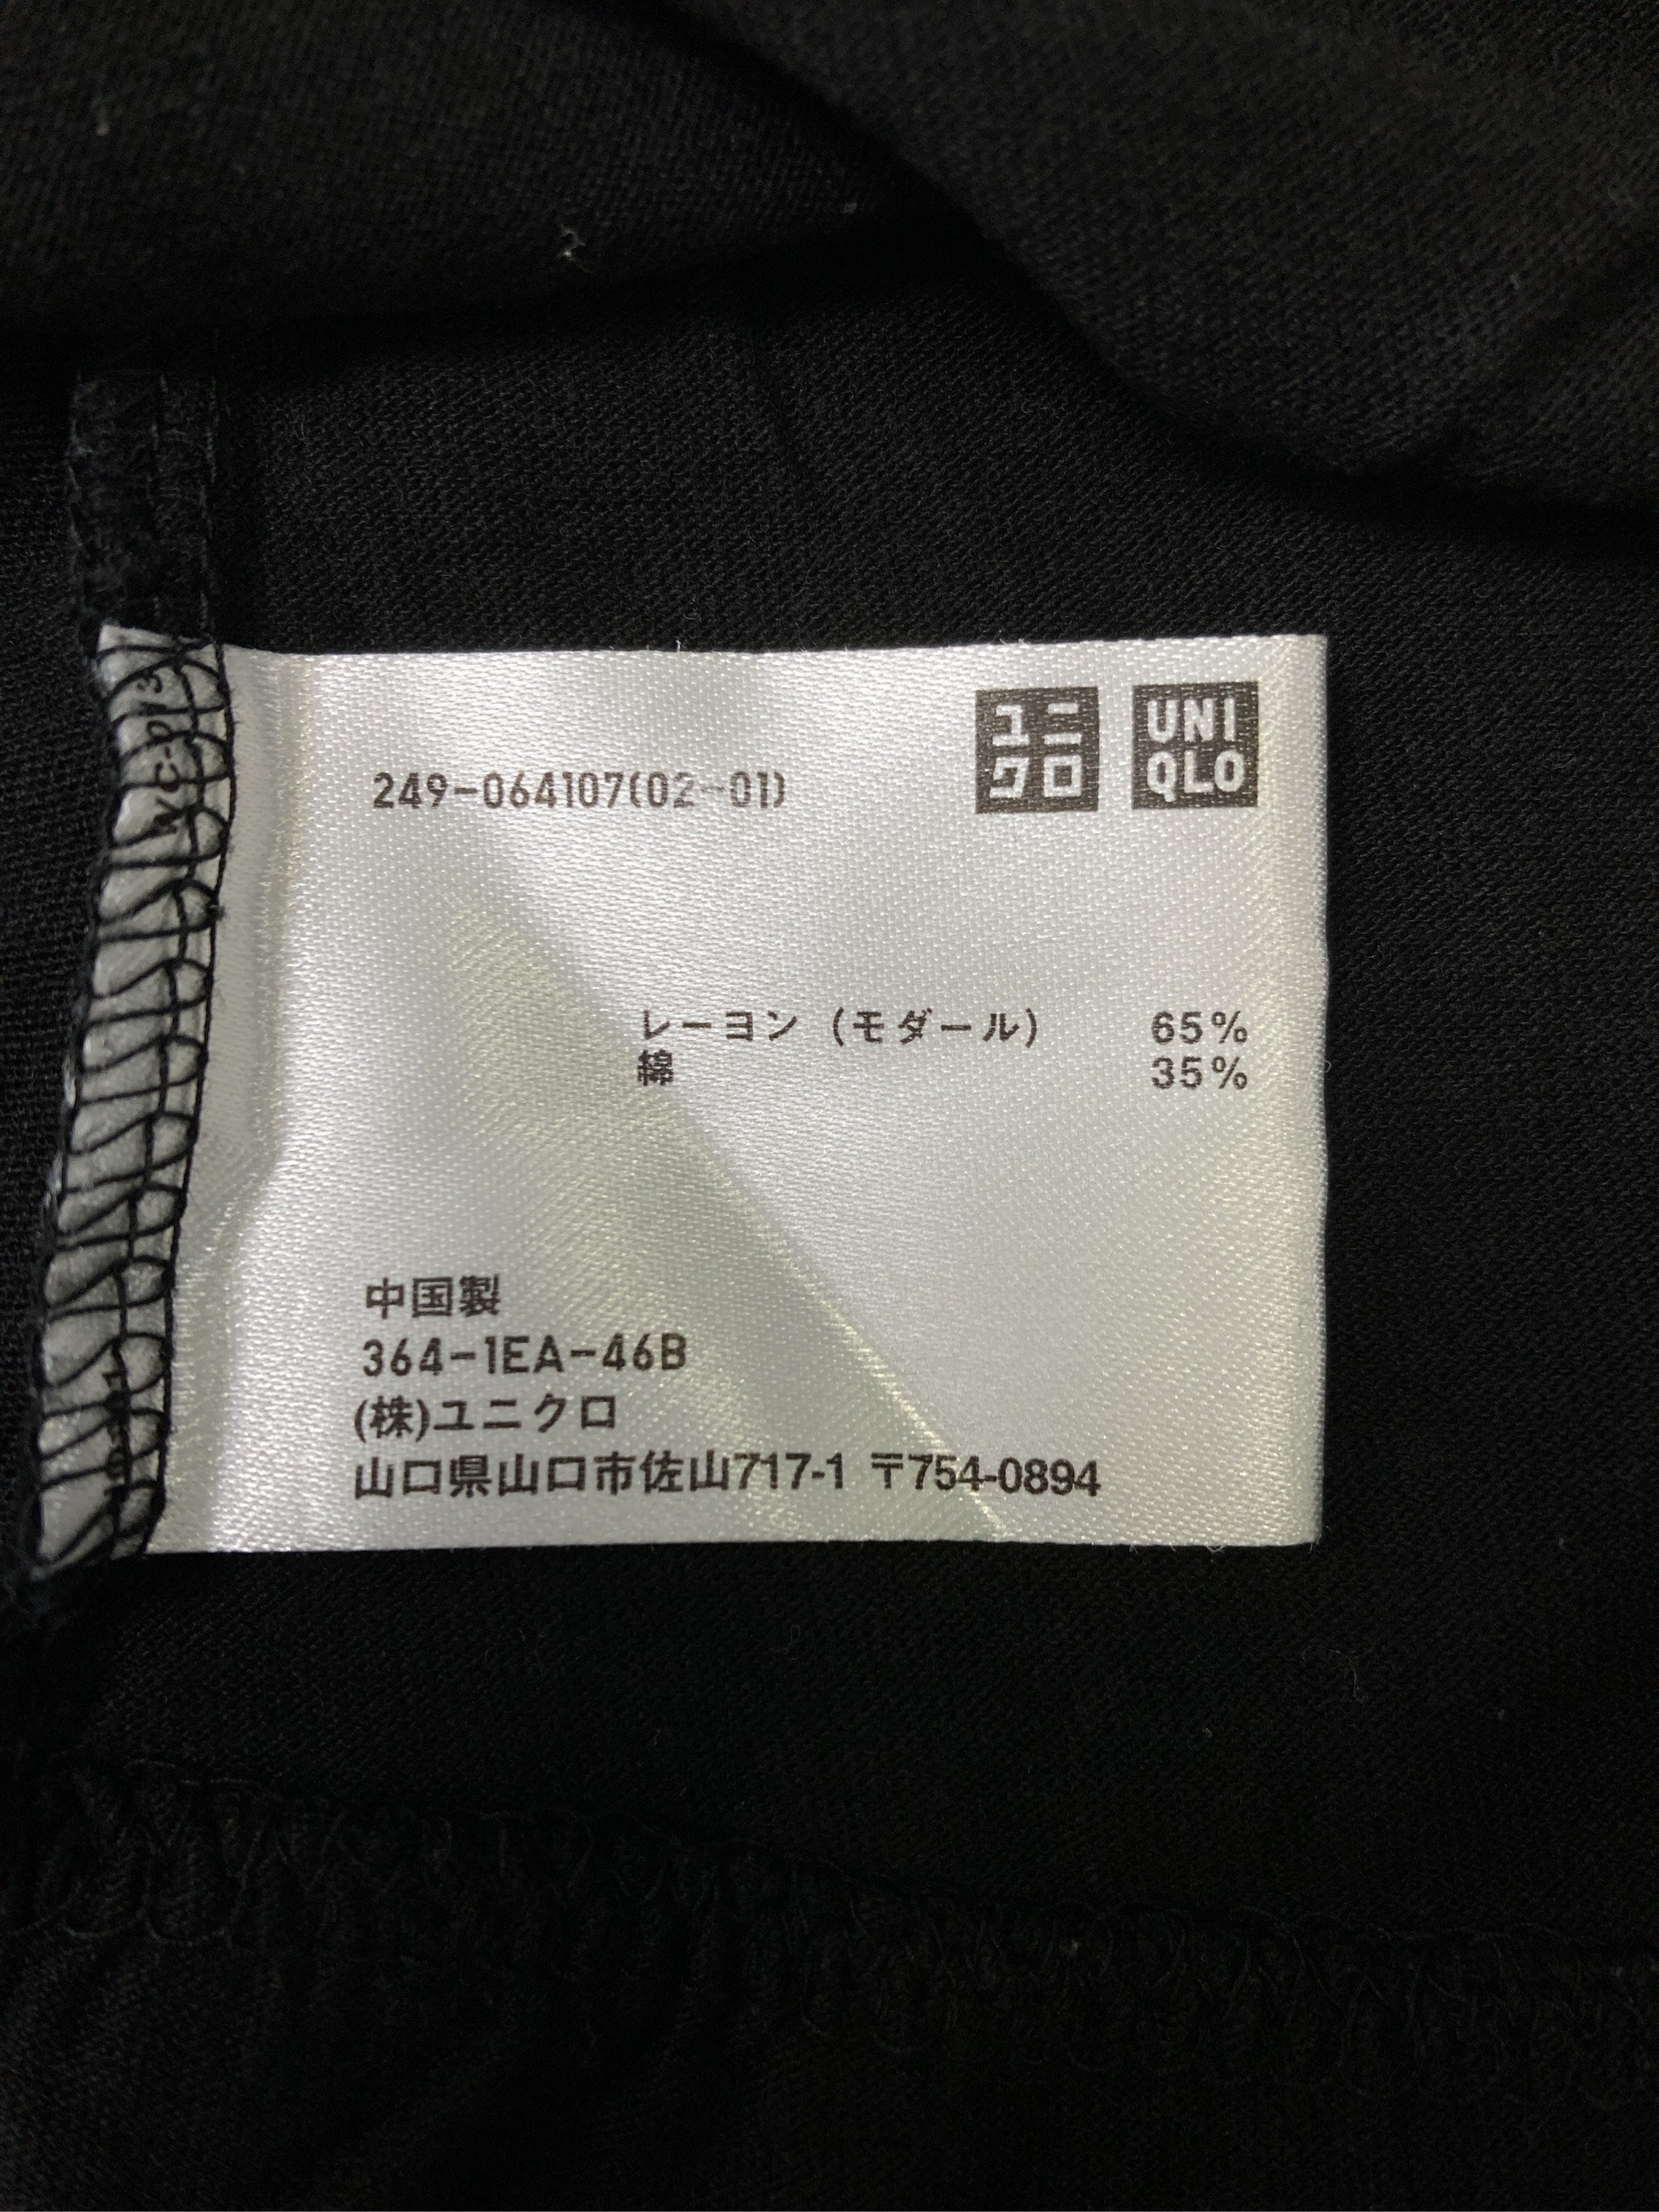 ユニ UNI
クロ QLO
249-064107(02-01)
レーヨン (モダール) 65%
綿 35%
中国製
364-1EA-46B
(株)ユニクロ
山口県山口市佐山717-1 〒754-0894